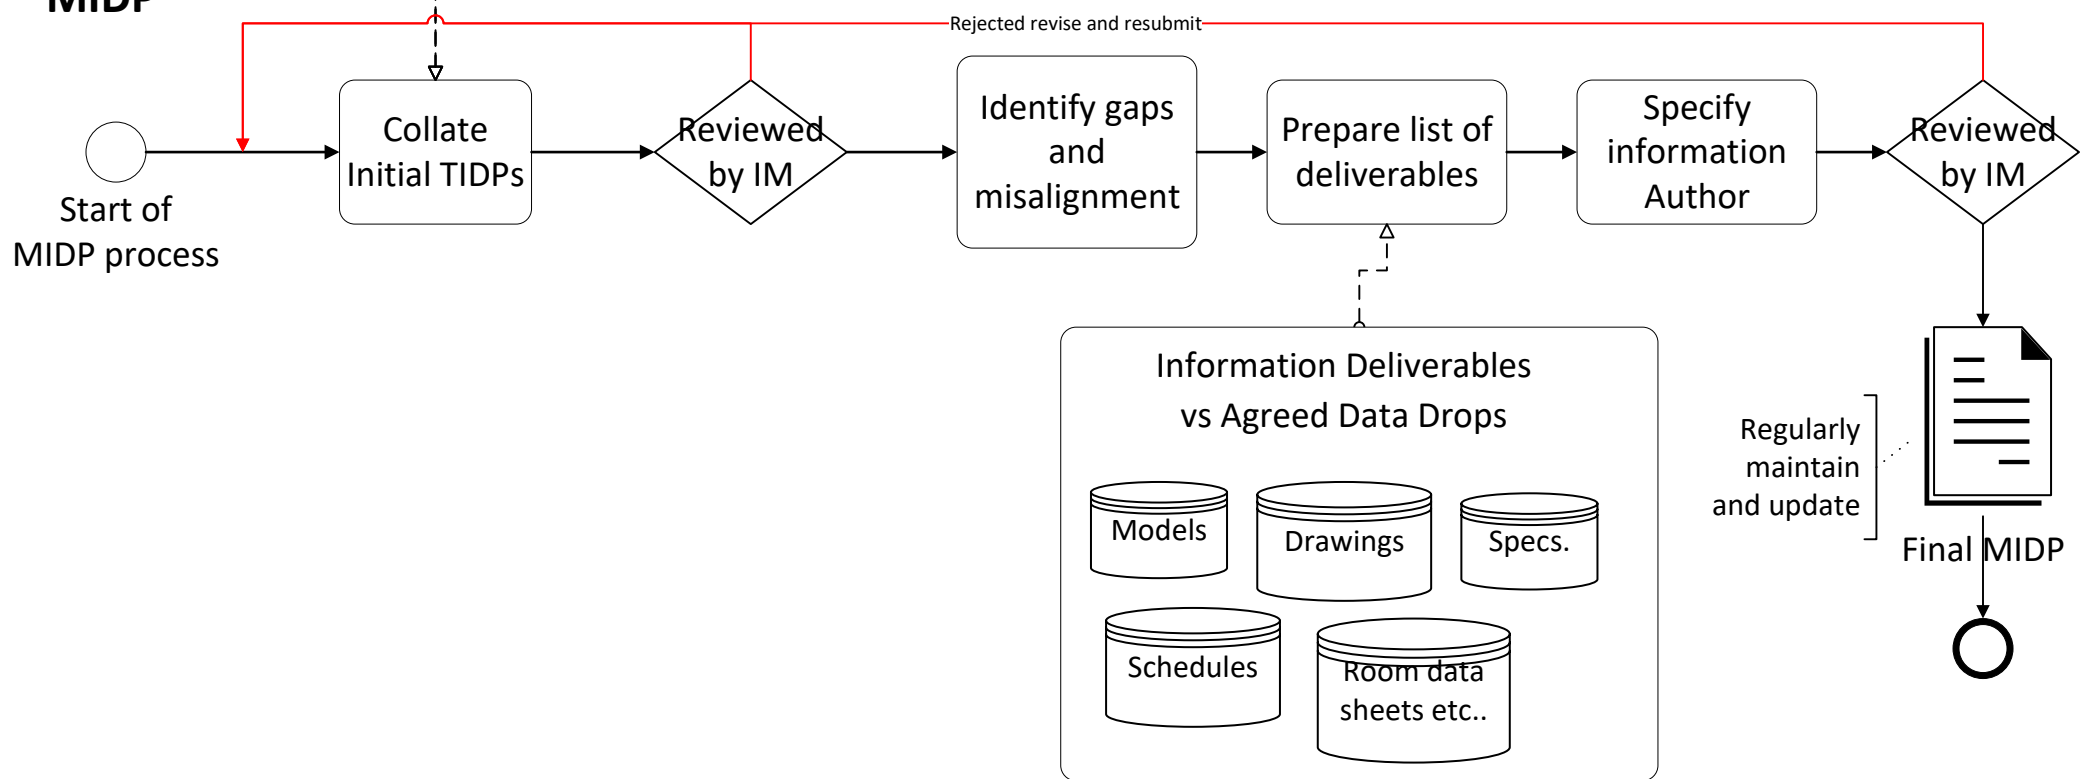 MIDP
Rejected revise and resubmit
Start of
MIDP process
Collate
Initial TIDPs
Reviewed
by IM
Identify gaps
and
misalignment
Prepare list of
deliverables
Specify
information
Author
Reviewed
by IM
Information Deliverables
vs Agreed Data Drops
Models
Drawings
Specs.
Schedules
Room data
sheets etc..
Regularly
maintain
and update
Final MIDP